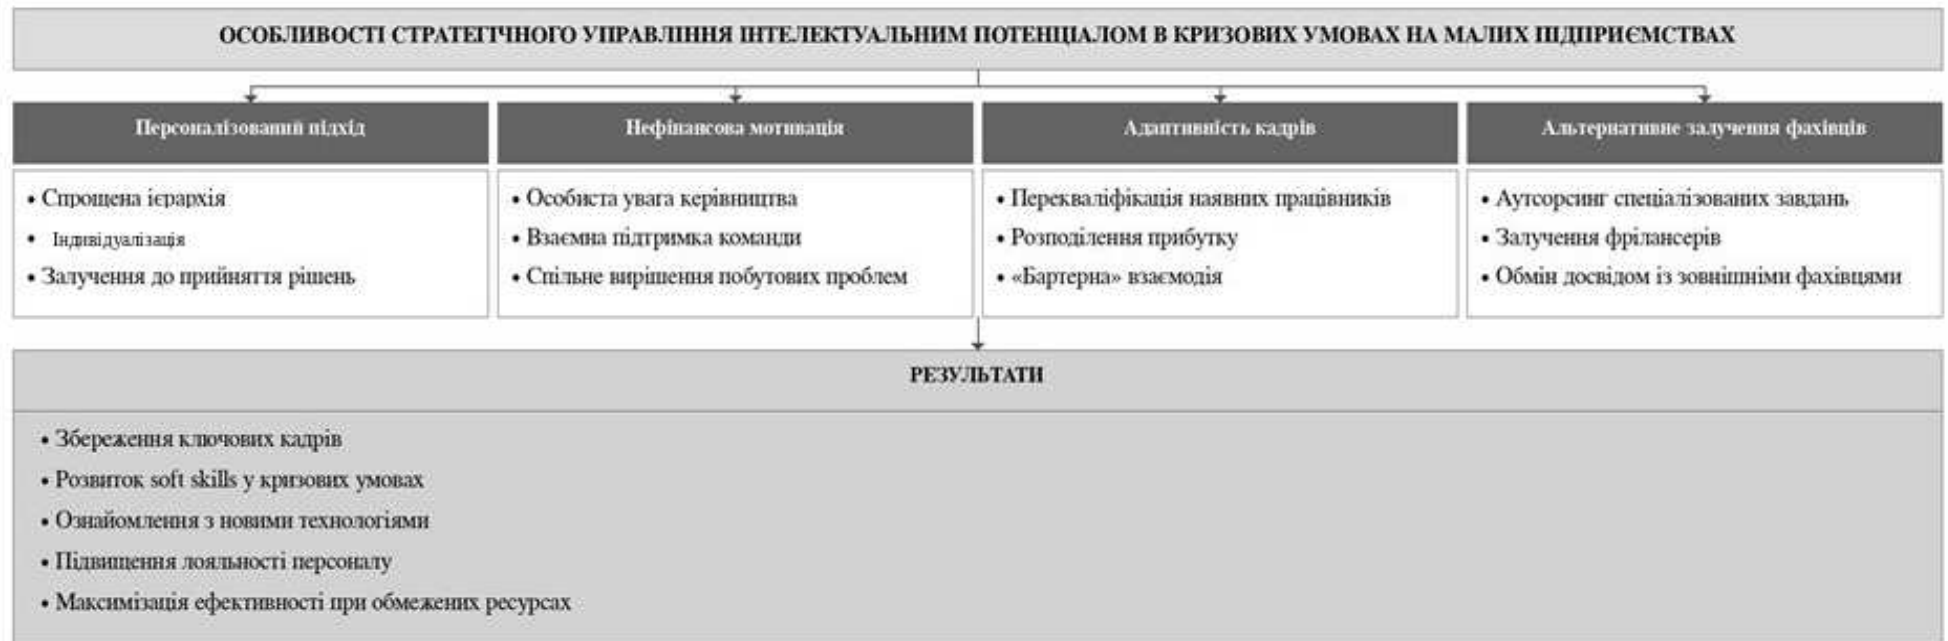 ОСОБЛИВОСТІ СТРАТЕГІЧНОГО УПРАВЛІННЯ ІНТЕЛЕКТУАЛЬНИМ ПОТЕНЦІАЛОМ В КРИЗОВИХ УМОВАХ НА МАЛИХ ПІДПРИЄМСТВАХ
Персоналізований підхід
• Спрощена ієрархія
• Індивідуалізація
• Залучення до прийняття рішень
Нефінансова мотивація
• Особиста увага керівництва
• Взаємна підтримка команди
• Спільне вирішення побутових проблем
Адаптивність кадрів
• Перекваліфікація наявних працівників
• Розподілення прибутку
• «Бартерна» взаємодія
Альтернативне залучення фахівців
• Аутсорсинг спеціалізованих завдань
• Залучення фрілансерів
• Обмін досвідом із зовнішніми фахівцями
РЕЗУЛЬТАТИ
• Збереження ключових кадрів
• Розвиток soft skills у кризових умовах
• Ознайомлення з новими технологіями
• Підвищення лояльності персоналу
• Максимізація ефективності при обмежених ресурсах